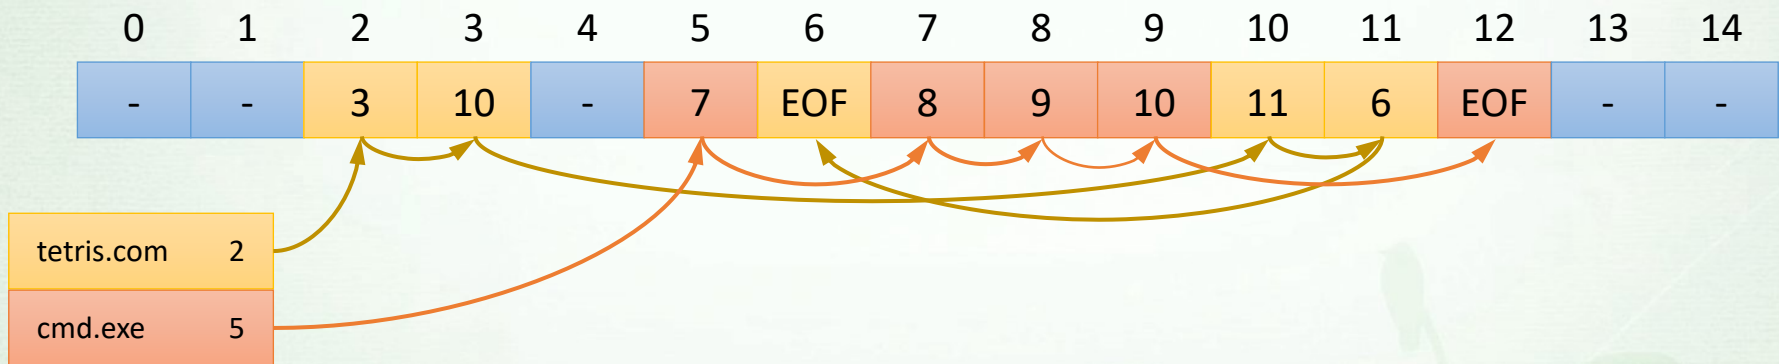 0 1 2 3 4 5 6 7 8 9 10 11 12 13 14
- - 3 10 - 7 EOF 8 9 10 11 6 EOF - -
tetris.com 2
cmd.exe 5